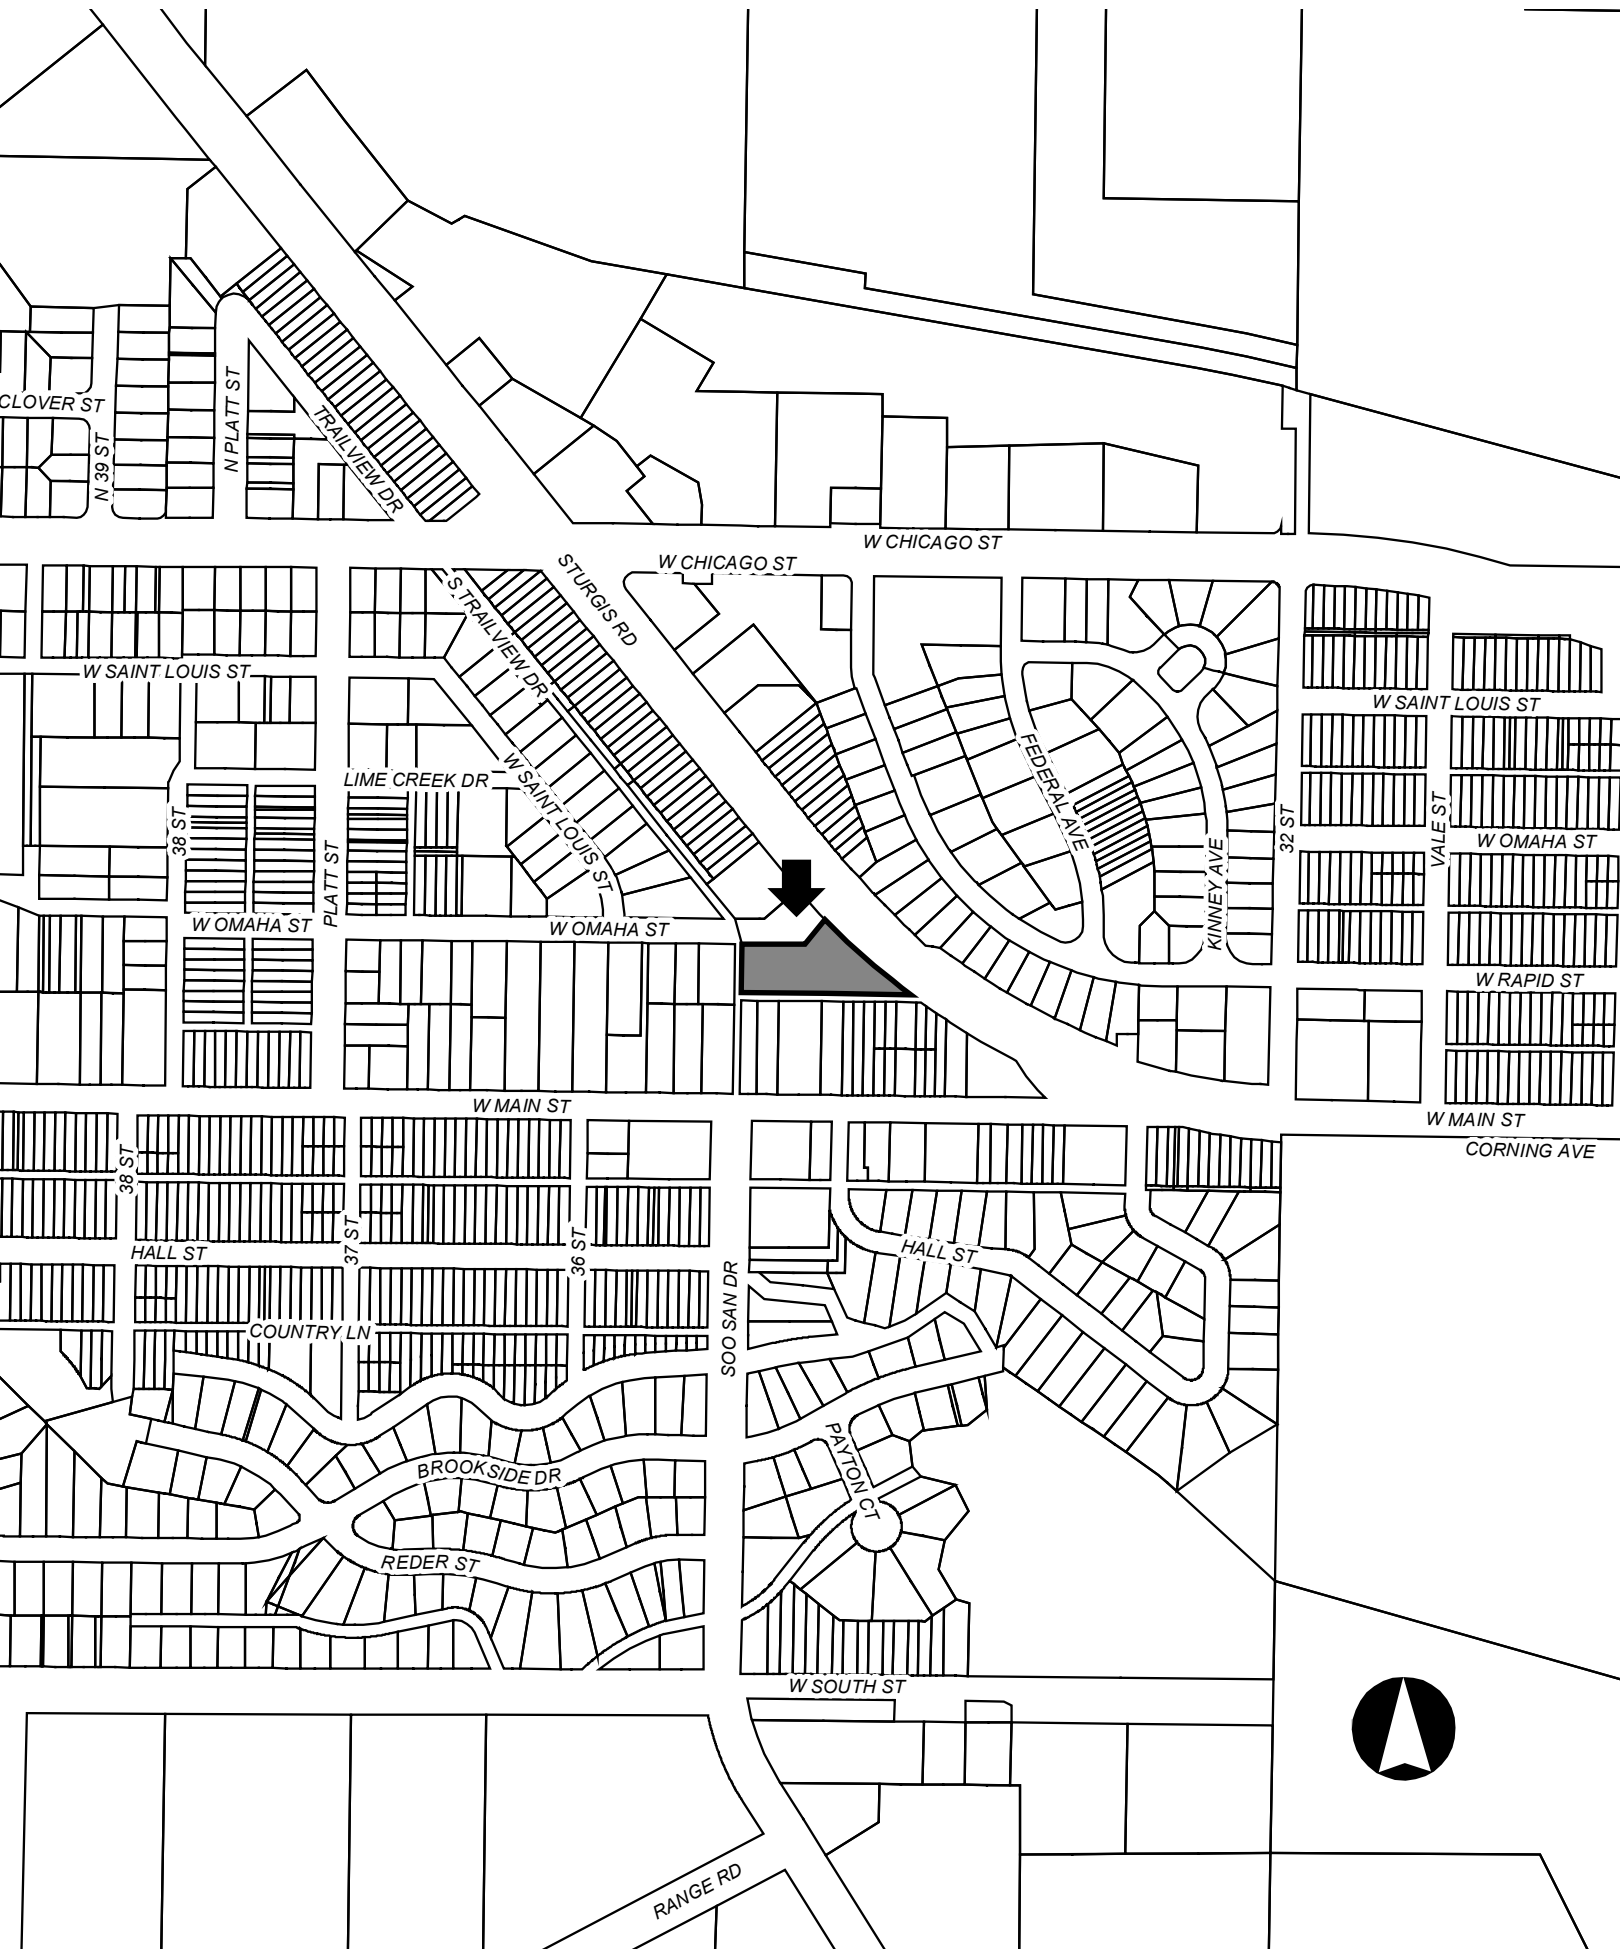 CLOVER ST
N 39 ST
N PLATT ST
TRAILVIEW DR
W CHICAGO ST
W CHICAGO ST
STURGIS RD
S TRAILVIEW DR
W SAINT LOUIS ST
W SAINT LOUIS ST
FEDERAL AVE
LIME CREEK DR
W SAINT LOUIS ST
38 ST
PLATT ST
32 ST
VALE ST
W OMAHA ST
KINNEY AVE
W OMAHA ST
W OMAHA ST
W RAPID ST
W MAIN ST
W MAIN ST
CORNING AVE
38 ST
37 ST
36 ST
HALL ST
HALL ST
SOO SAN DR
COUNTRY LN
PAYTON CT
BROOKSIDE DR
REDER ST
W SOUTH ST
RANGE RD